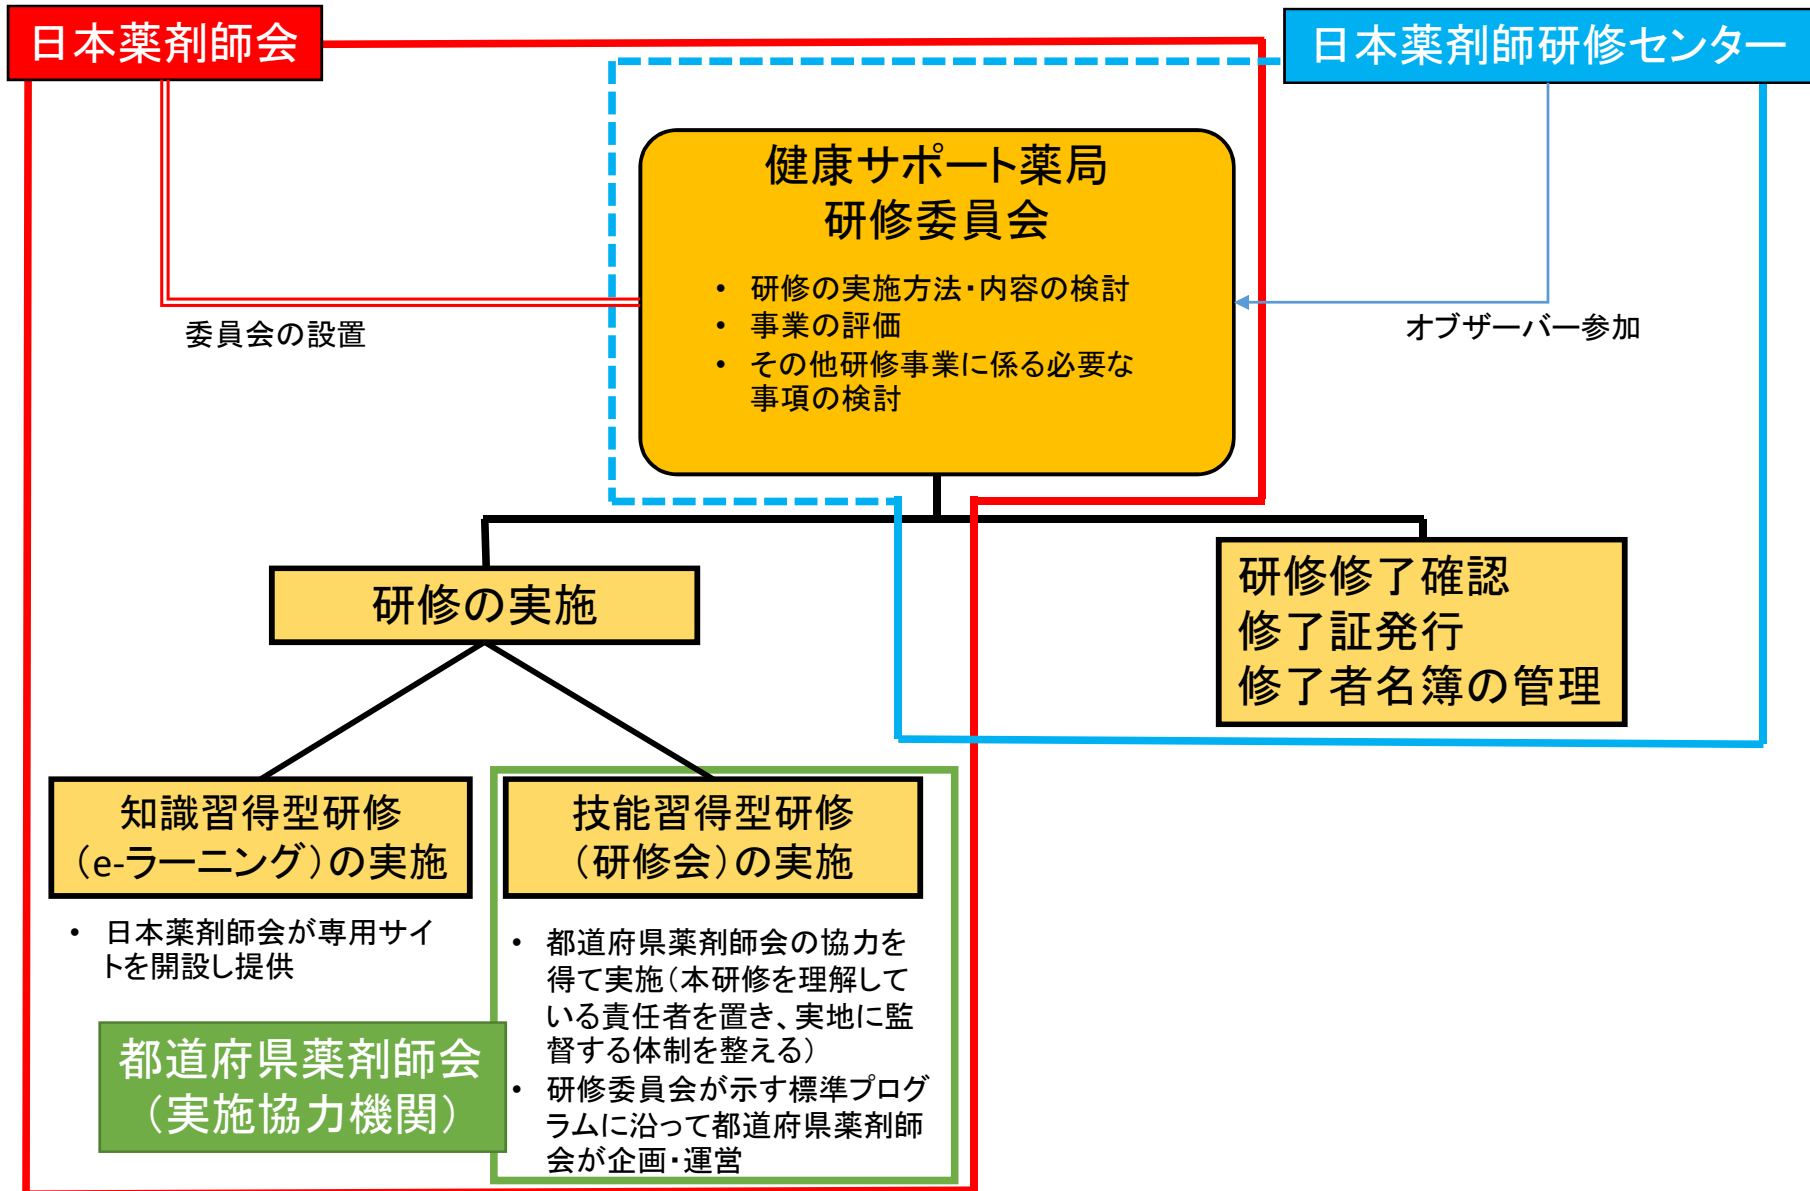 日本薬剤師会
日本薬剤師研修センター
健康サポート薬局
研修委員会
• 研修の実施方法・内容の検討
• 事業の評価
• その他研修事業に係る必要な
事項の検討
委員会の設置
オブザーバー参加
研修の実施
研修修了確認
修了証発行
修了者名簿の管理
知識習得型研修
（e-ラーニング）の実施
• 日本薬剤師会が専用サイ
トを開設し提供
技能習得型研修
（研修会）の実施
• 都道府県薬剤師会の協力を
得て実施（本研修を理解して
いる責任者を置き、実地に監
督する体制を整える）
• 研修委員会が示す標準プログ
ラムに沿って都道府県薬剤師
会が企画・運営
都道府県薬剤師会
（実施協力機関）